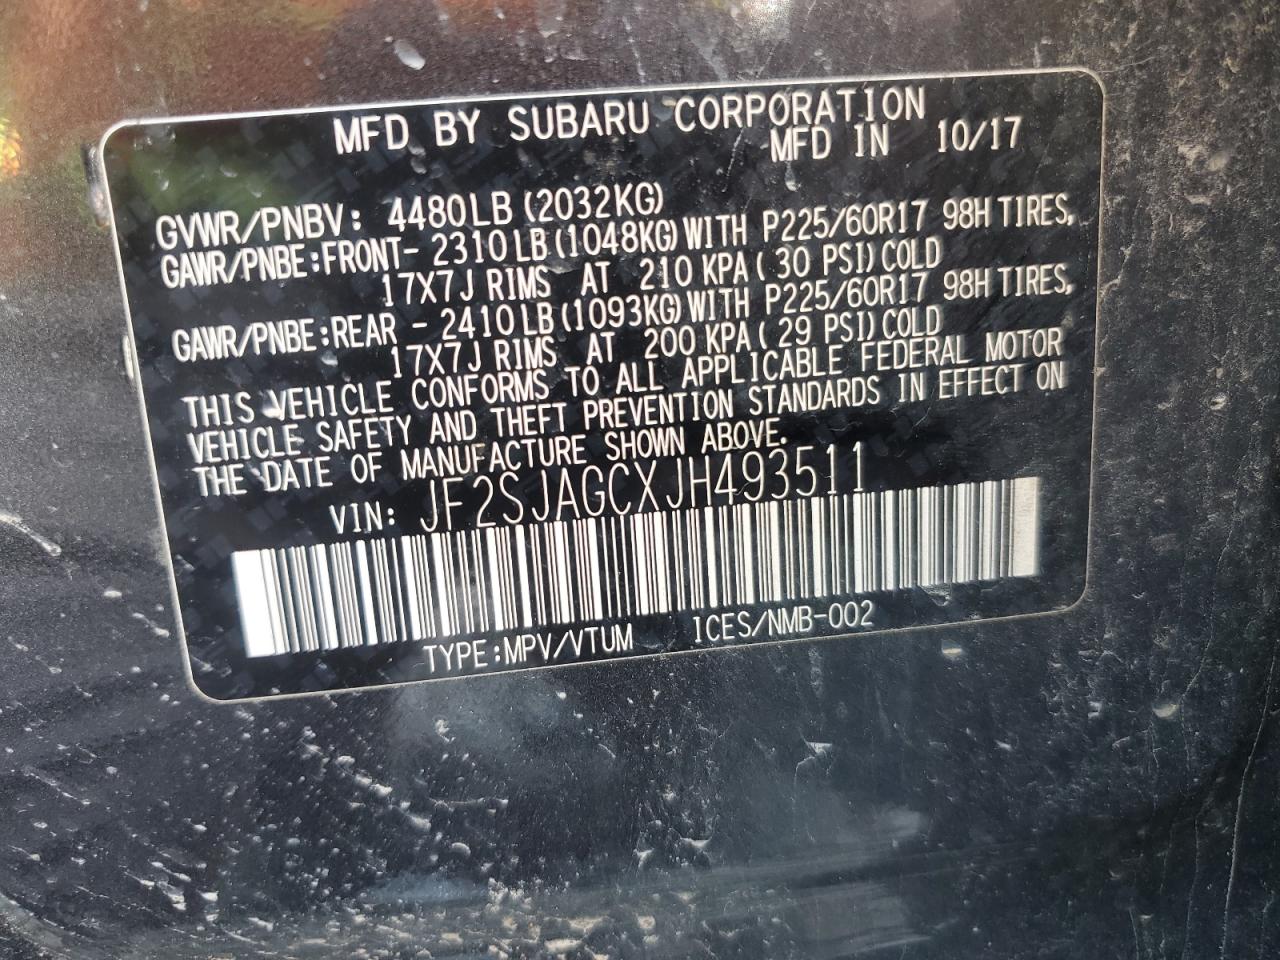 MFD BY SUBARU CORPORATION
MFD IN 10/17
GVWR/PNBV: 4480LB (2032KG)
GAWR/PNBE:FRONT- 2310LB (1048KG) WITH P225/60R17 98H TIRES,
17X7J RIMS AT 210 KPA ( 30 PSI) COLD
GAWR/PNBE:REAR - 2410LB (1093KG) WITH P225/60R17 98H TIRES,
17X7J RIMS AT 200 KPA ( 29 PSI) COLD
THIS VEHICLE CONFORMS TO ALL APPLICABLE FEDERAL MOTOR
VEHICLE SAFETY AND THEFT PREVENTION STANDARDS IN EFFECT ON
THE DATE OF MANUFACTURE SHOWN ABOVE.
VIN: JF2SJAGCXJH493511
TYPE:MPV/VTUM ICES/NMB-002